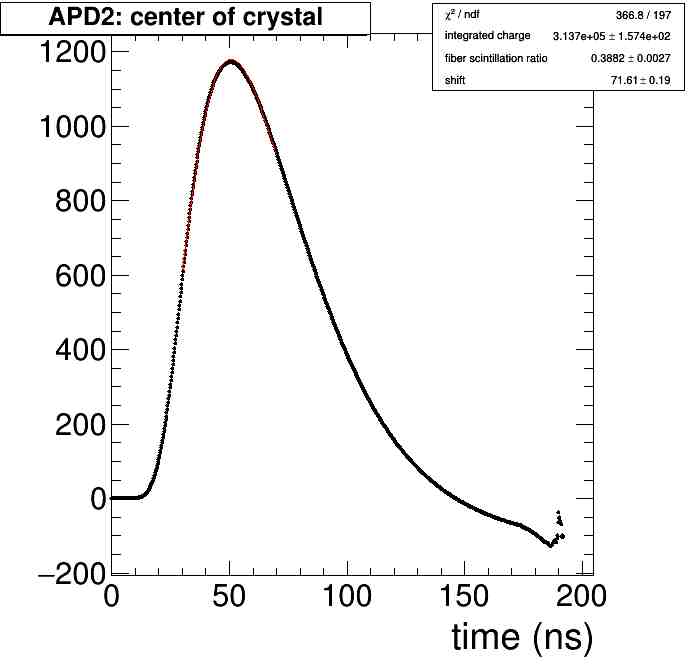 APD2: center of crystal
χ² / ndf 366.8 / 197
integrated charge 3.137e+05 ± 1.574e+02
fiber scintillation ratio 0.3882 ± 0.0027
shift 71.61 ± 0.19
1200
1000
800
600
400
200
0
−200
0 50 100 150 200
time (ns)